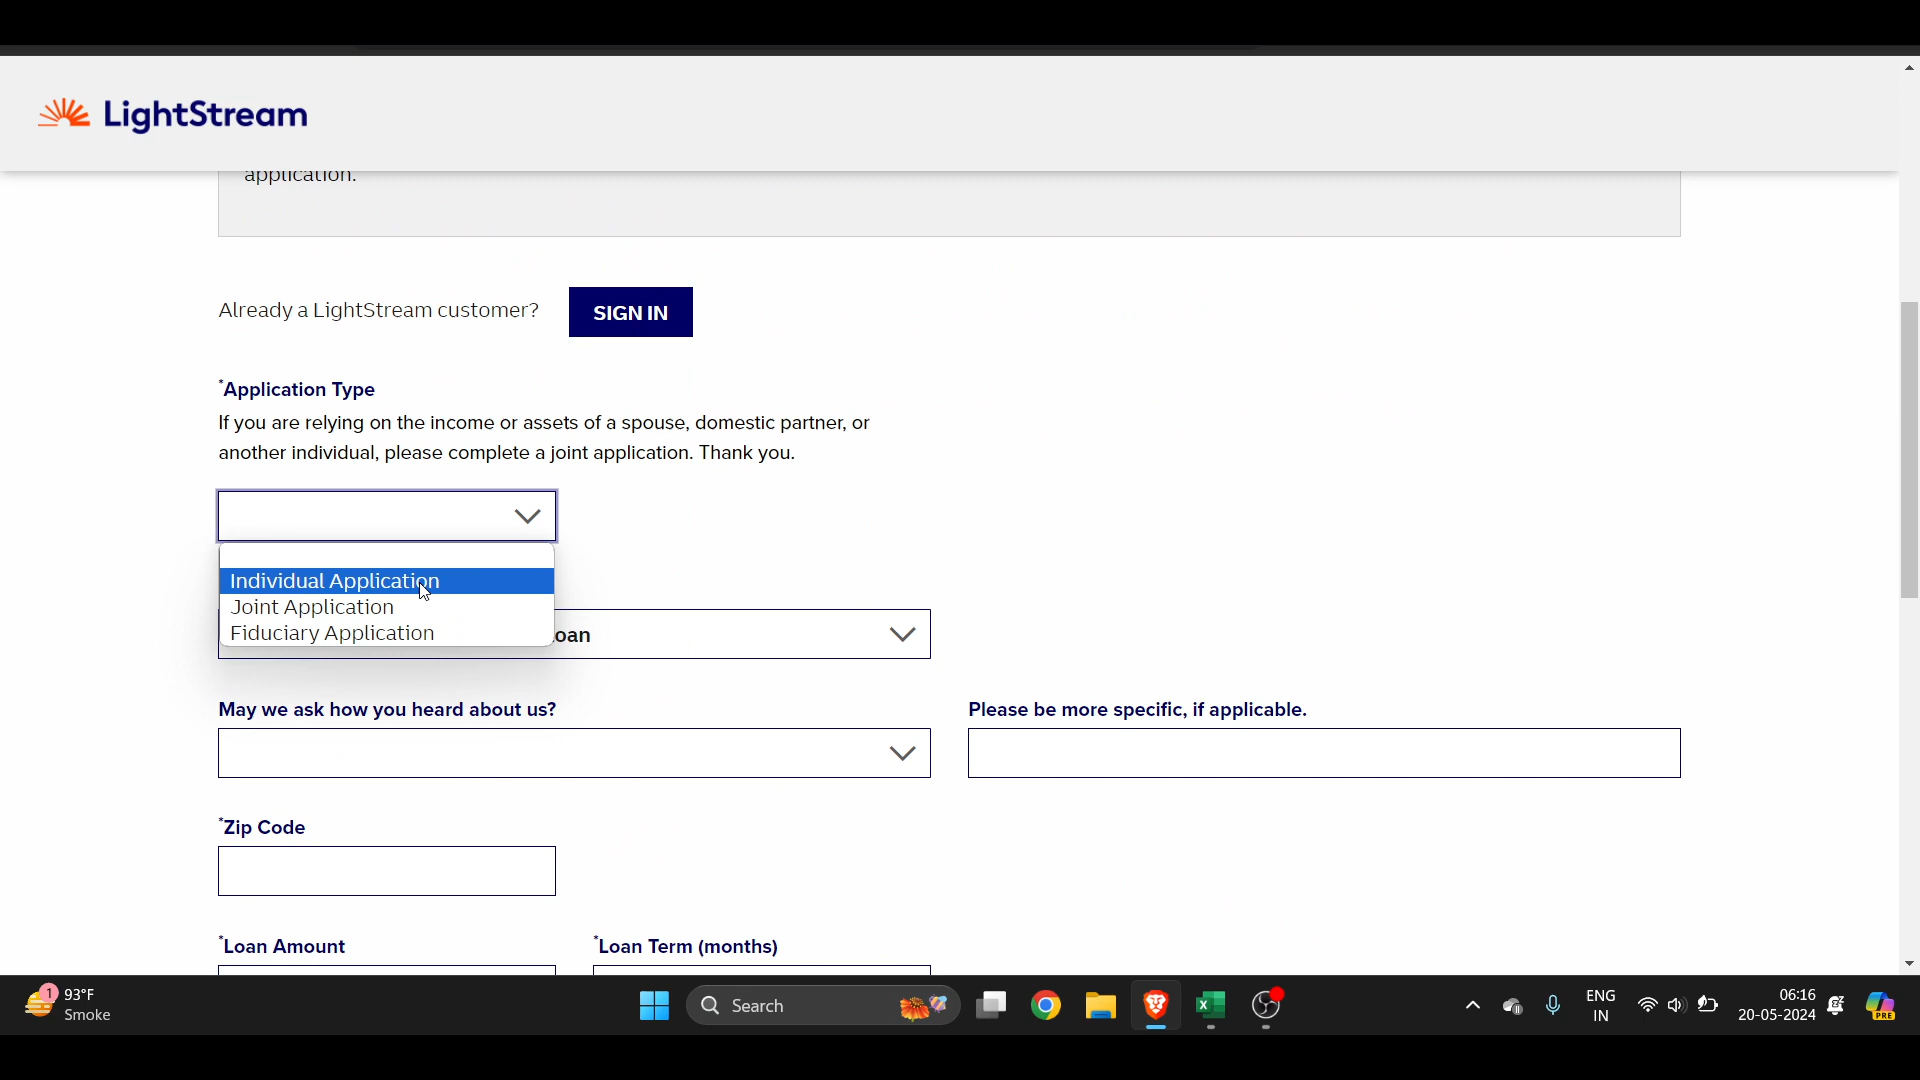 LightStream
application.
Already a LightStream customer?
SIGN IN
*Application Type
If you are relying on the income or assets of a spouse, domestic partner, or
another individual, please complete a joint application. Thank you.
Individual Application
Joint Application
Fiduciary Application
oan
May we ask how you heard about us?
Please be more specific, if applicable.
*Zip Code
*Loan Amount
*Loan Term (months)
1
93°F
Smoke
Search
ENG
IN
06:16
20-05-2024
PRE